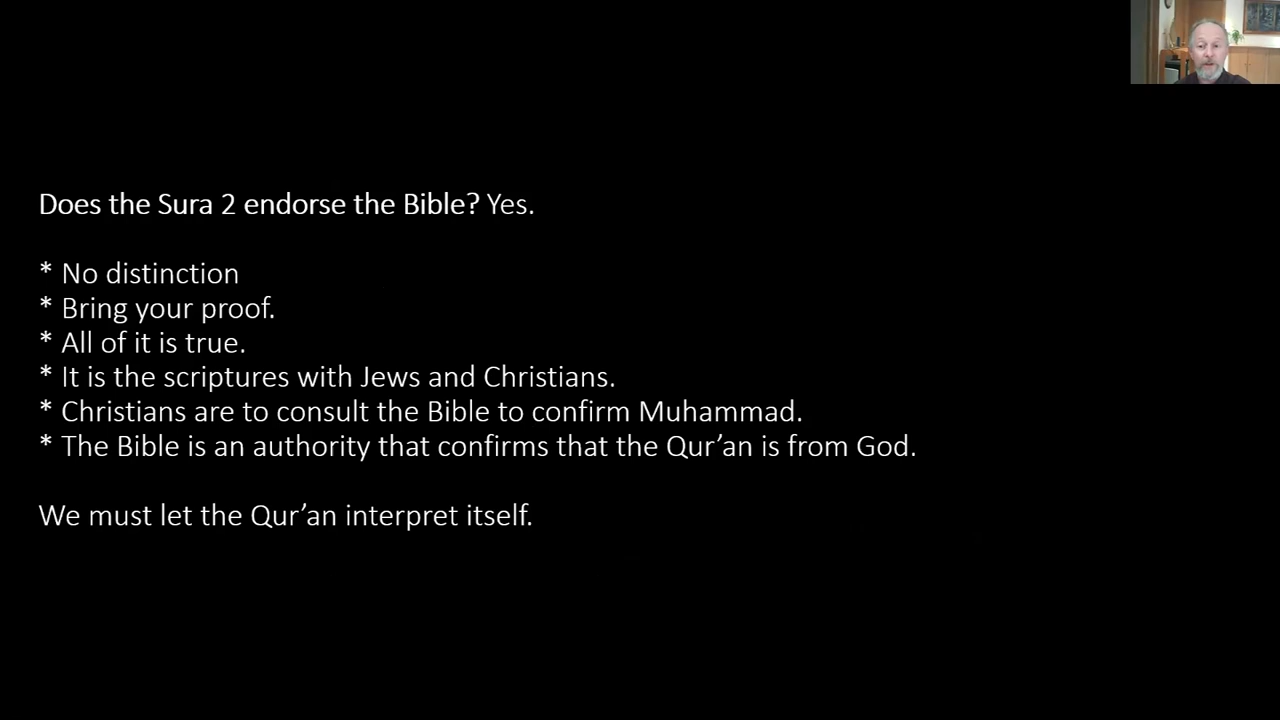 Does the Sura 2 endorse the Bible? Yes.
* No distinction
* Bring your proof.
* All of it is true.
* It is the scriptures with Jews and Christians.
* Christians are to consult the Bible to confirm Muhammad.
* The Bible is an authority that confirms that the Qur’an is from God.
We must let the Qur’an interpret itself.